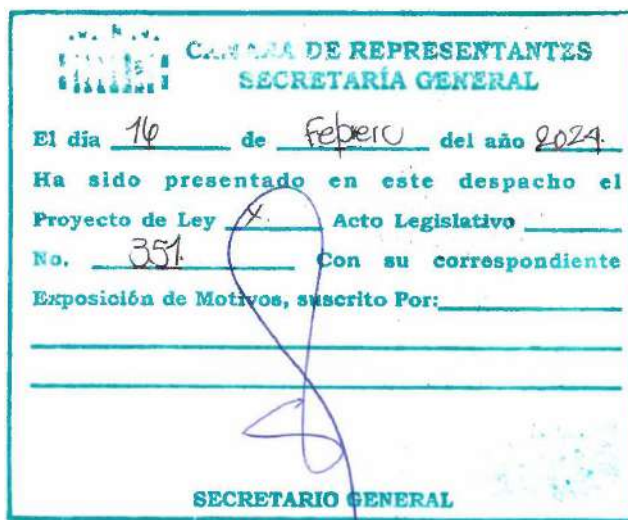 CÁMARA DE REPRESENTANTES
SECRETARÍA GENERAL
El día 16 de Febrero del año 2024.
Ha sido presentado en este despacho el
Proyecto de Ley X. Acto Legislativo
No. 351. Con su correspondiente
Exposición de Motivos, suscrito Por:
SECRETARIO GENERAL